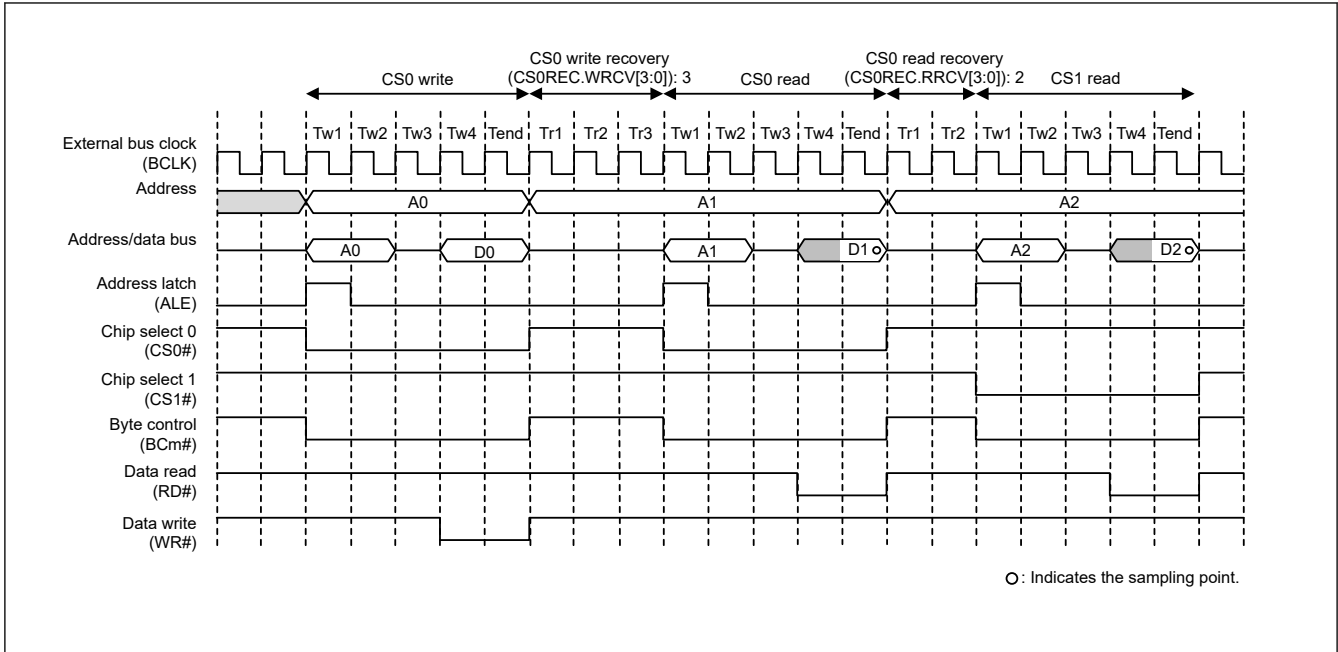 CS0 write
CS0 write recovery
(CS0REC.WRCV[3:0]): 3
CS0 read
CS0 read recovery
(CS0REC.RRCV[3:0]): 2
CS1 read
Tw1 Tw2 Tw3 Tw4 Tend Tr1 Tr2 Tr3 Tw1 Tw2 Tw3 Tw4 Tend Tr1 Tr2 Tw1 Tw2 Tw3 Tw4 Tend
External bus clock
(BCLK)
Address
A0 A1 A2
Address/data bus
A0 D0 A1 D1 A2 D2
Address latch
(ALE)
Chip select 0
(CS0#)
Chip select 1
(CS1#)
Byte control
(BCm#)
Data read
(RD#)
Data write
(WR#)
: Indicates the sampling point.